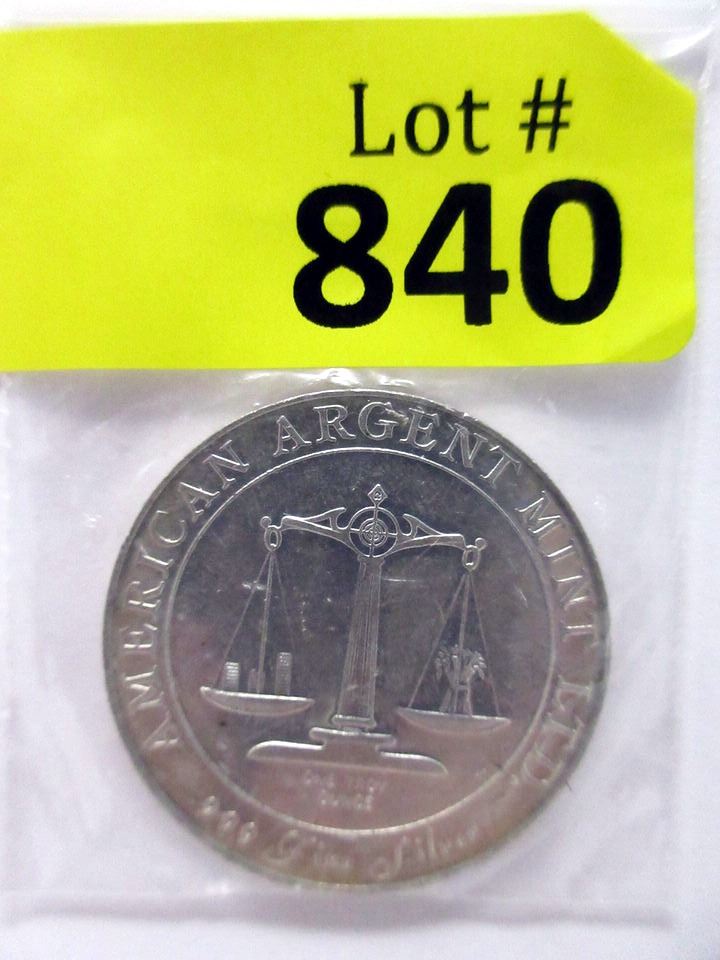 Lot #
840
AMERICAN ARGENT MINT LTD.
ONE TROY
OUNCE
999 Fine Silver